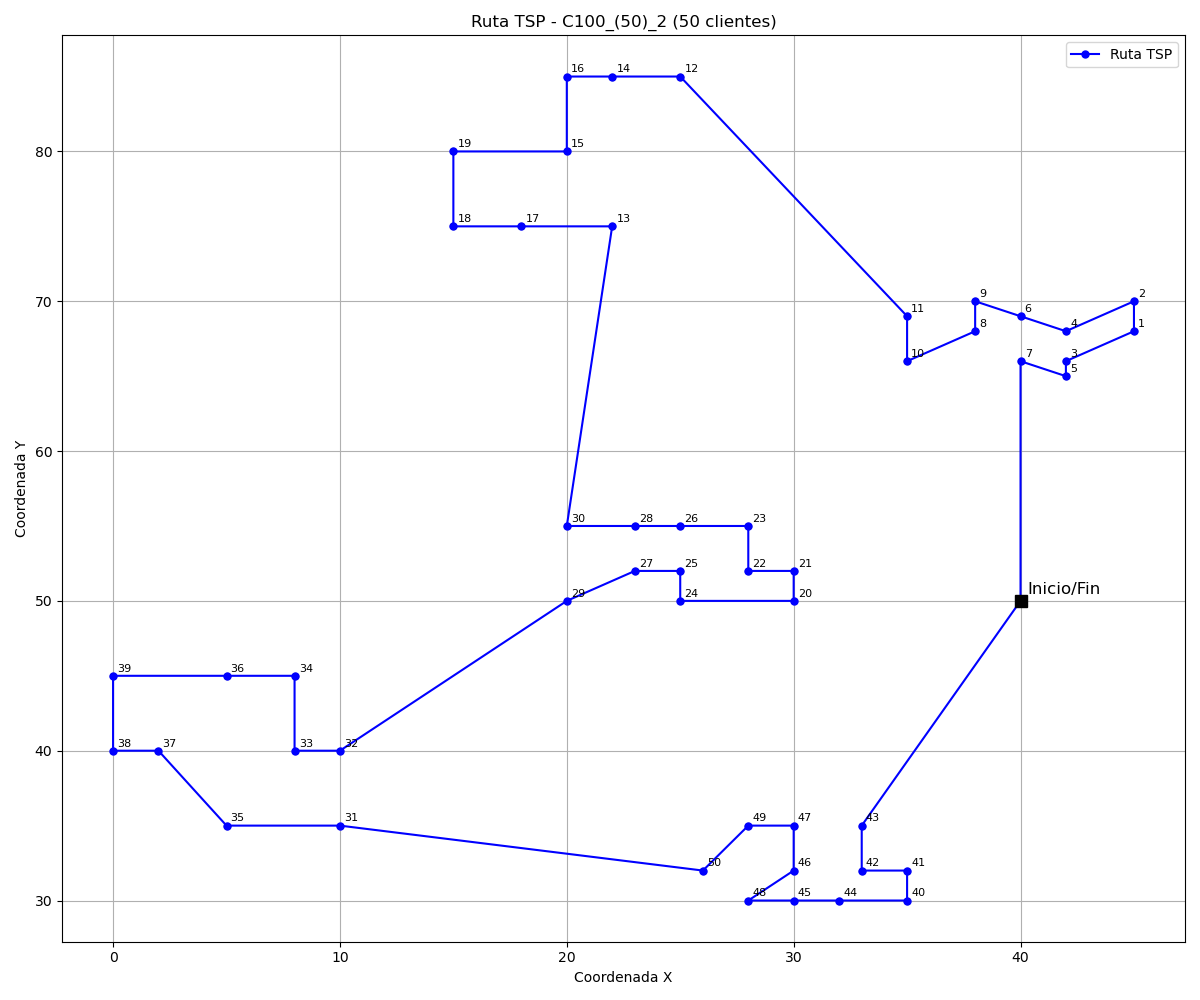 Ruta TSP - C100_(50)_2 (50 clientes)
Ruta TSP
16 14 12
80
19 15
18 17 13
70
9 2
11 6
8 4 1
10 7 3
5
60
Coordenada Y
30 28 26 23
27 25 22 21
50
29 24 20
Inicio/Fin
39 36 34
40
38 37 33 32
35 31 49 47 43
50 46 42 41
30
48 45 44 40
0 10 20 30 40
Coordenada X